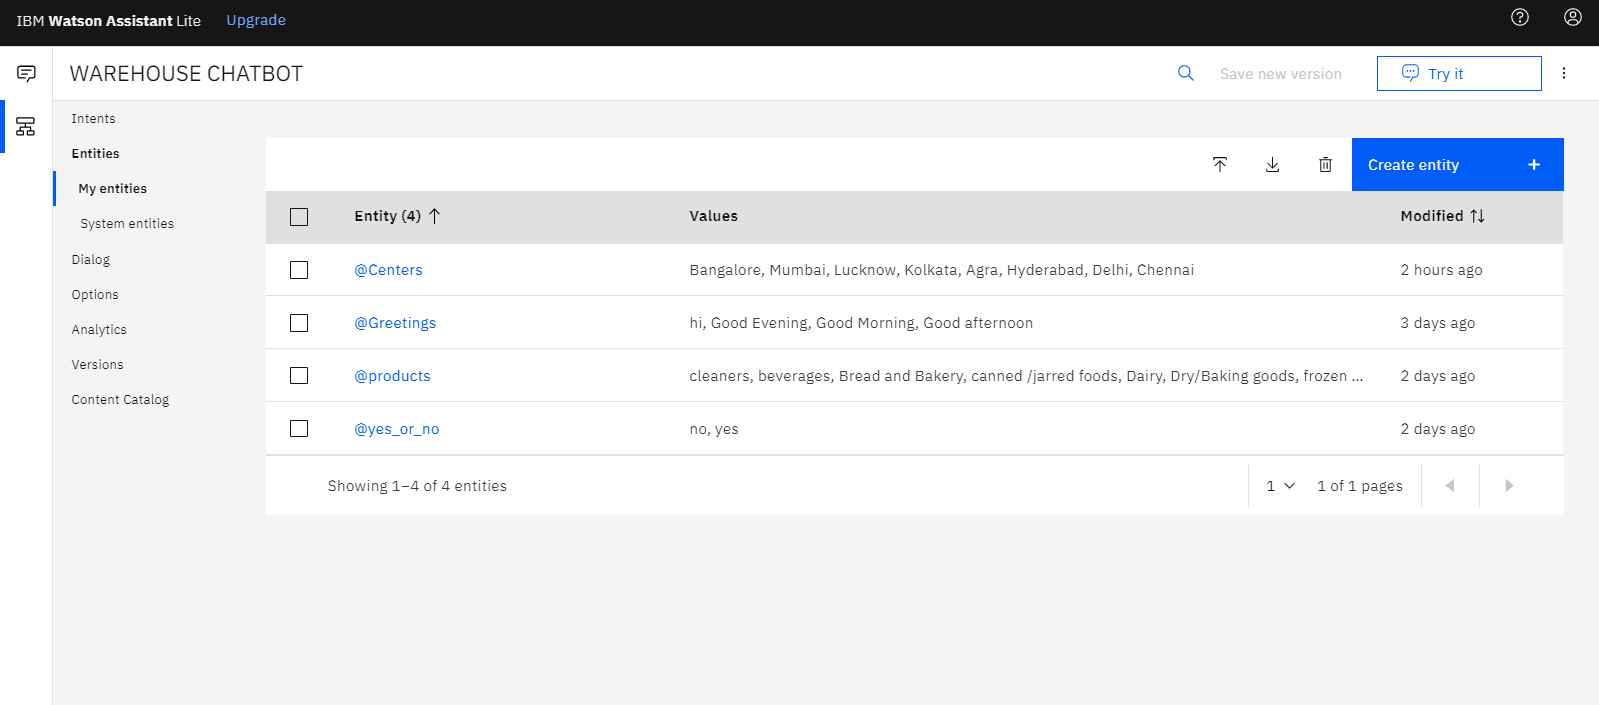 IBM Watson Assistant Lite Upgrade
WAREHOUSE CHATBOT
Save new version
Try it
Intents
Entities
My entities
System entities
Dialog
Options
Analytics
Versions
Content Catalog
Create entity +
Entity (4) Values Modified
@Centers Bangalore, Mumbai, Lucknow, Kolkata, Agra, Hyderabad, Delhi, Chennai 2 hours ago
@Greetings hi, Good Evening, Good Morning, Good afternoon 3 days ago
@products cleaners, beverages, Bread and Bakery, canned /jarred foods, Dairy, Dry/Baking goods, frozen ... 2 days ago
@yes_or_no no, yes 2 days ago
Showing 1–4 of 4 entities 1 1 of 1 pages